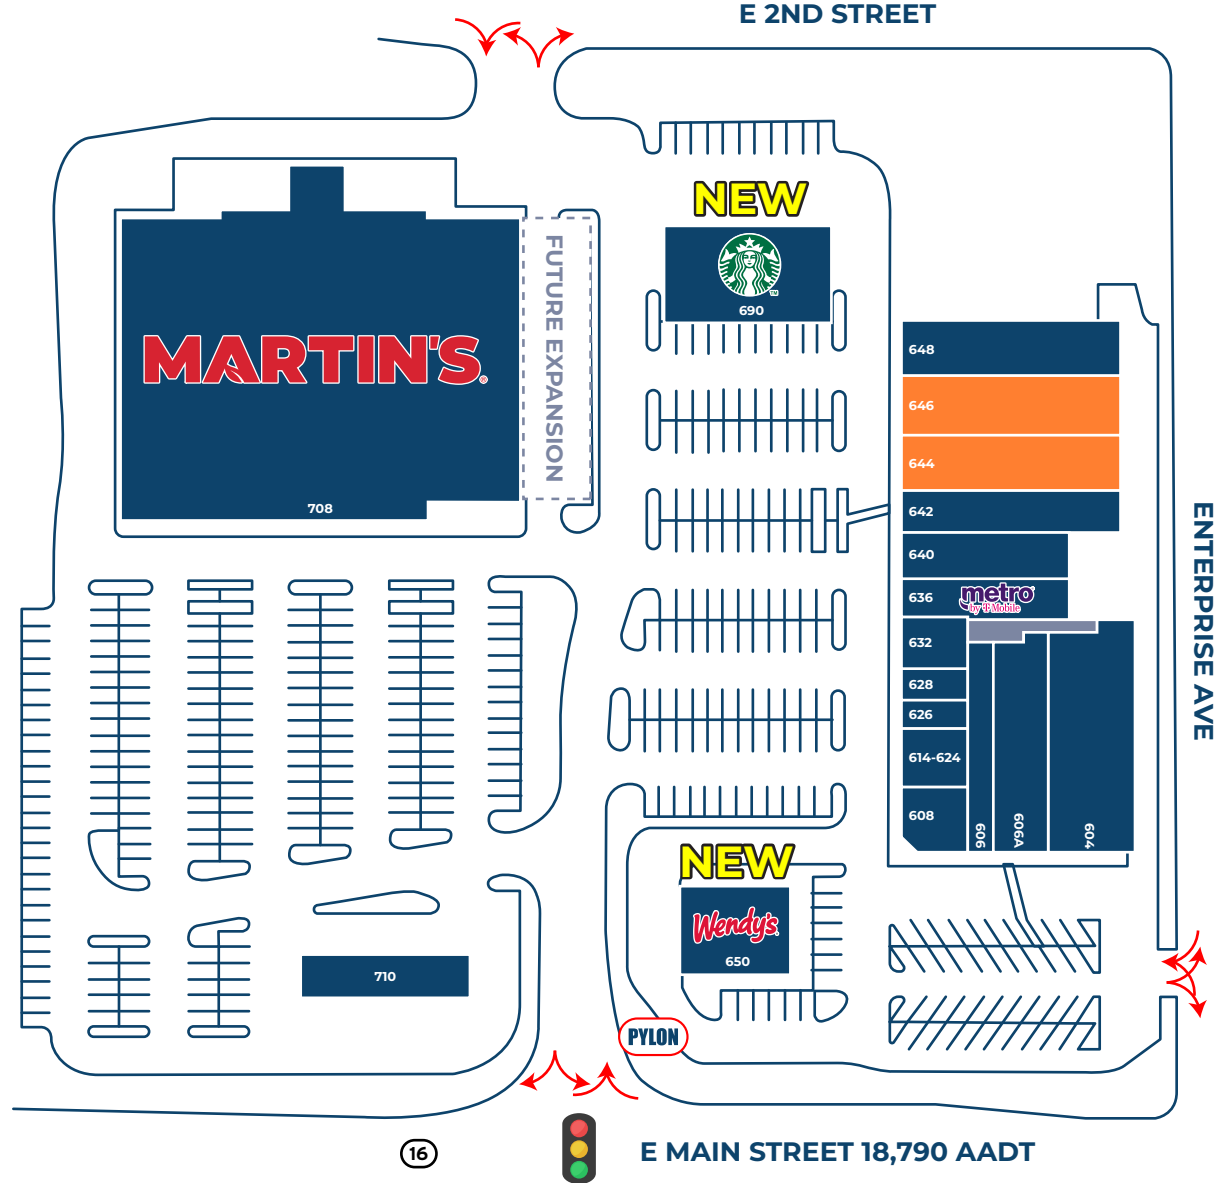 E 2ND STREET
NEW
690
TM
FUTURE EXPANSION
MARTIN'S®
708
648
646
644
642
640
636
metro
by T Mobile
632
628
626
614-624
608
606
606A
604
ENTERPRISE AVE
NEW
Wendy's
650
710
PYLON
16
E MAIN STREET 18,790 AADT